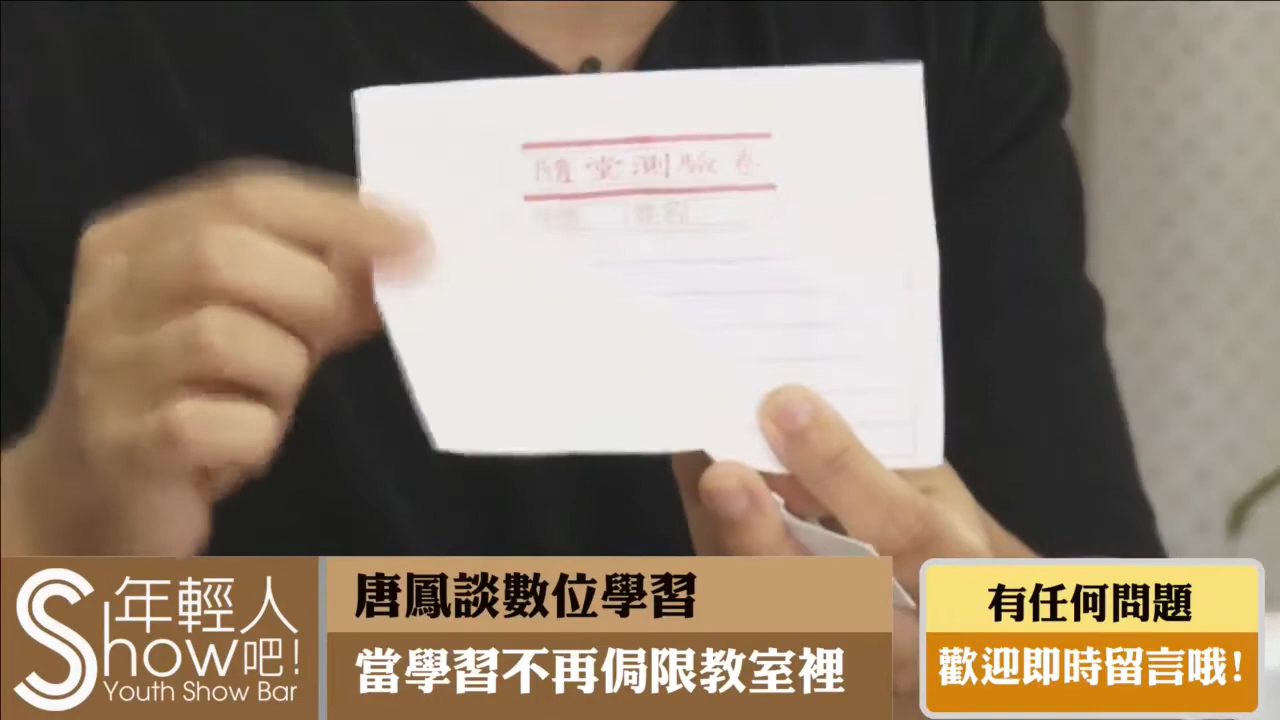 隨堂測驗卷
姓名
年輕人
Show吧!
Youth Show Bar
唐鳳談數位學習
當學習不再侷限教室裡
有任何問題
歡迎即時留言哦!